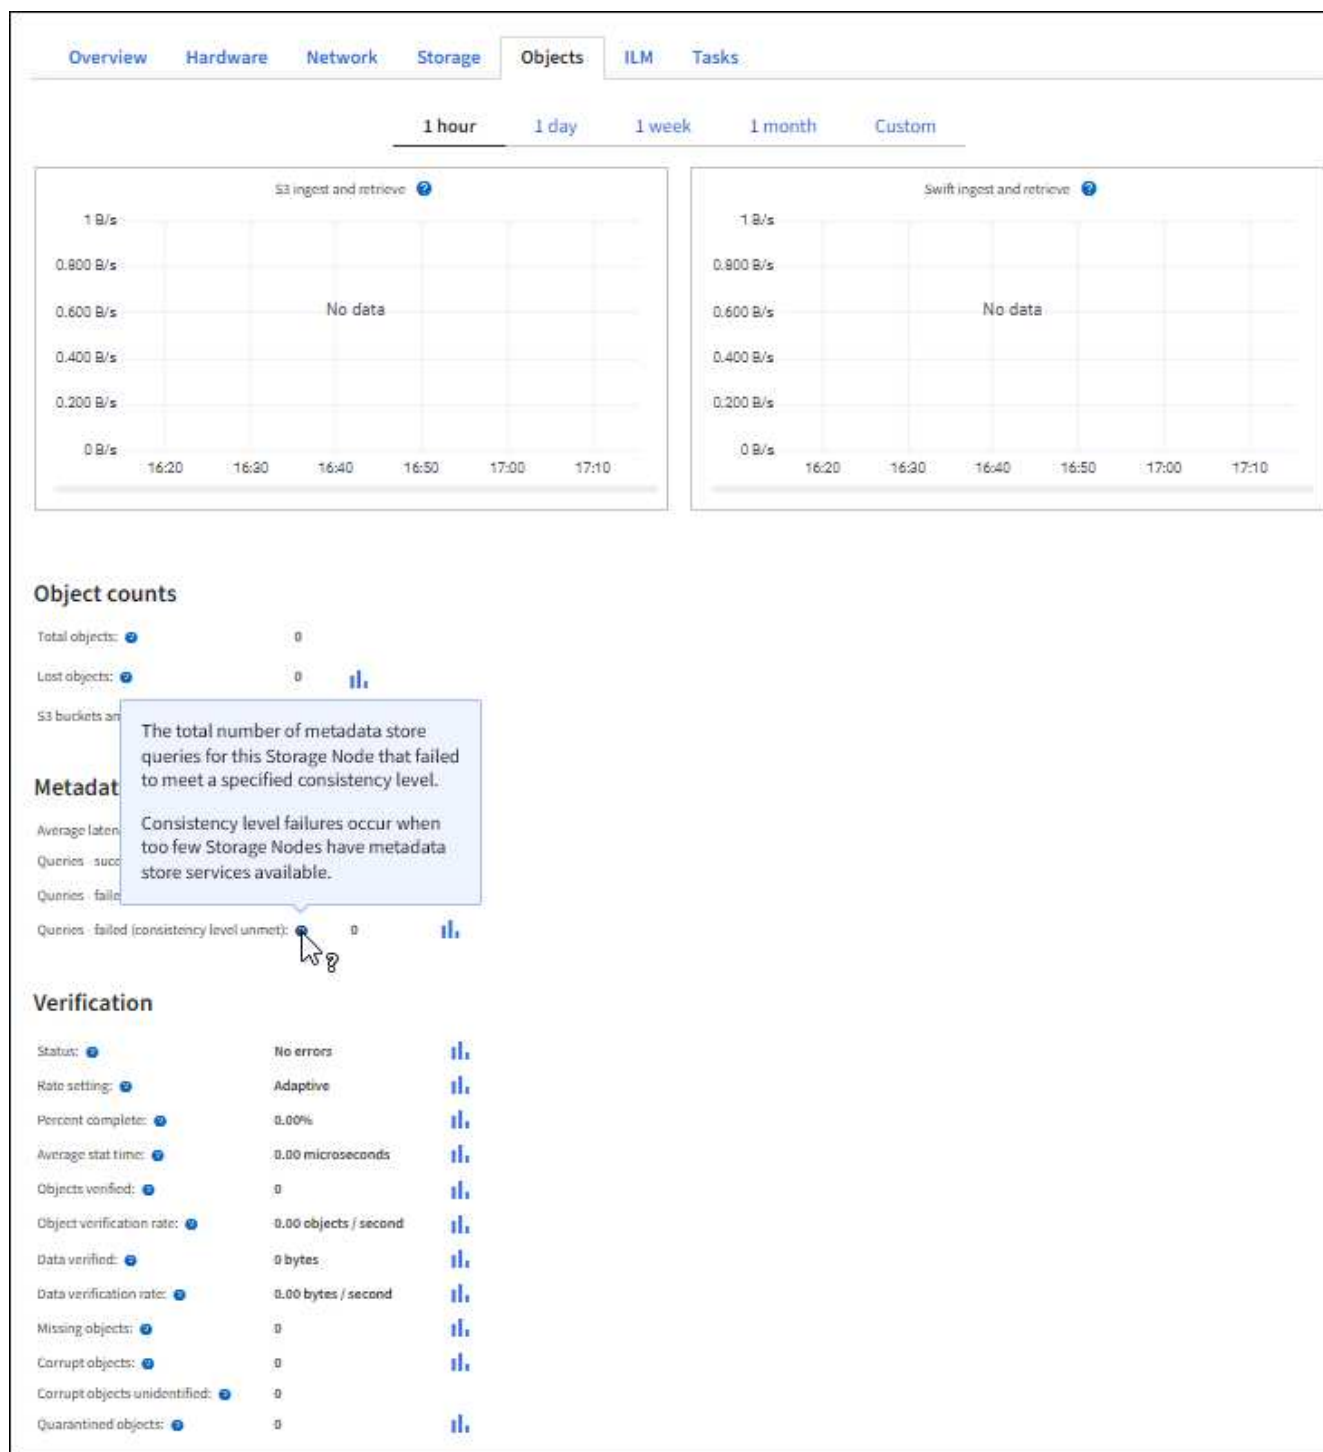 Overview Hardware Network Storage Objects ILM Tasks
1 hour 1 day 1 week 1 month Custom
S3 ingest and retrieve
1 B/s
0.800 B/s
0.600 B/s
0.400 B/s
0.200 B/s
0 B/s
No data
16:20 16:30 16:40 16:50 17:00 17:10
Swift ingest and retrieve
1 B/s
0.800 B/s
0.600 B/s
0.400 B/s
0.200 B/s
0 B/s
No data
16:20 16:30 16:40 16:50 17:00 17:10
Object counts
Total objects: 0
Lost objects: 0
S3 buckets an
The total number of metadata store
queries for this Storage Node that failed
to meet a specified consistency level.
Consistency level failures occur when
too few Storage Nodes have metadata
store services available.
Metadat
Average laten
Queries - succ
Queries - faile
Queries - failed (consistency level unmet): 0
Verification
Status: No errors
Rate setting: Adaptive
Percent complete: 0.00%
Average stat time: 0.00 microseconds
Objects verified: 0
Object verification rate: 0.00 objects / second
Data verified: 0 bytes
Data verification rate: 0.00 bytes / second
Missing objects: 0
Corrupt objects: 0
Corrupt objects unidentified: 0
Quarantined objects: 0